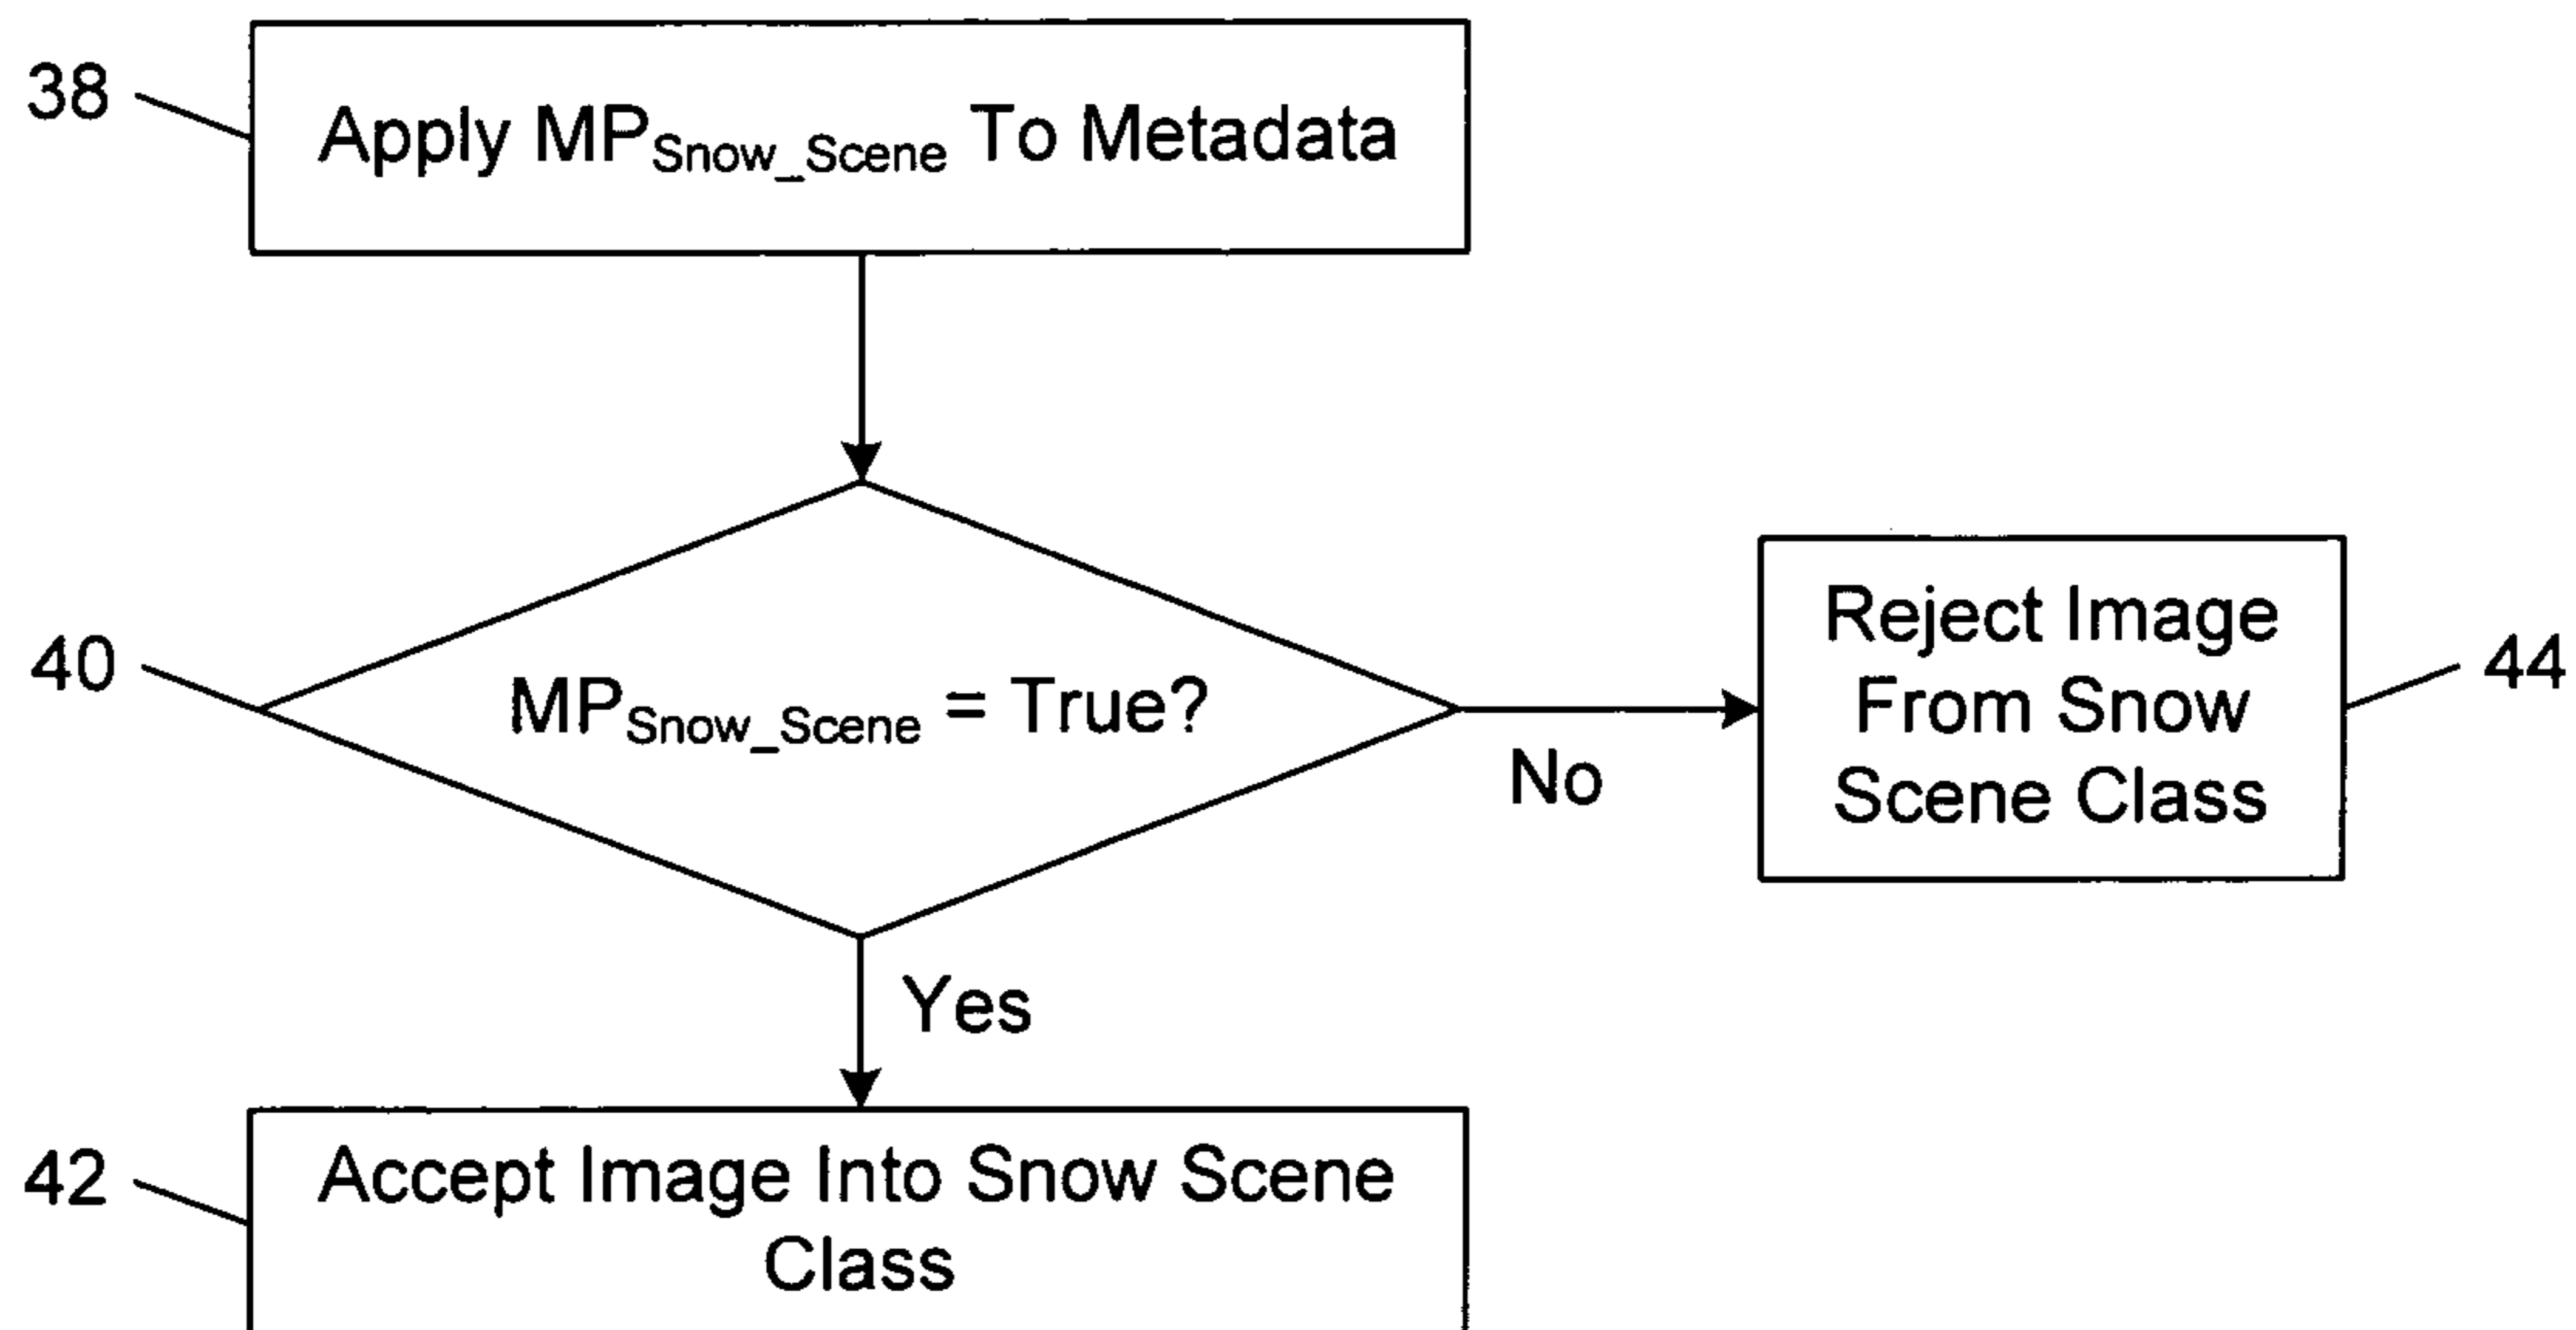 38
Apply MPSnow_Scene To Metadata
40
MPSnow_Scene = True?
No
Reject Image
From Snow
Scene Class
44
Yes
42
Accept Image Into Snow Scene
Class